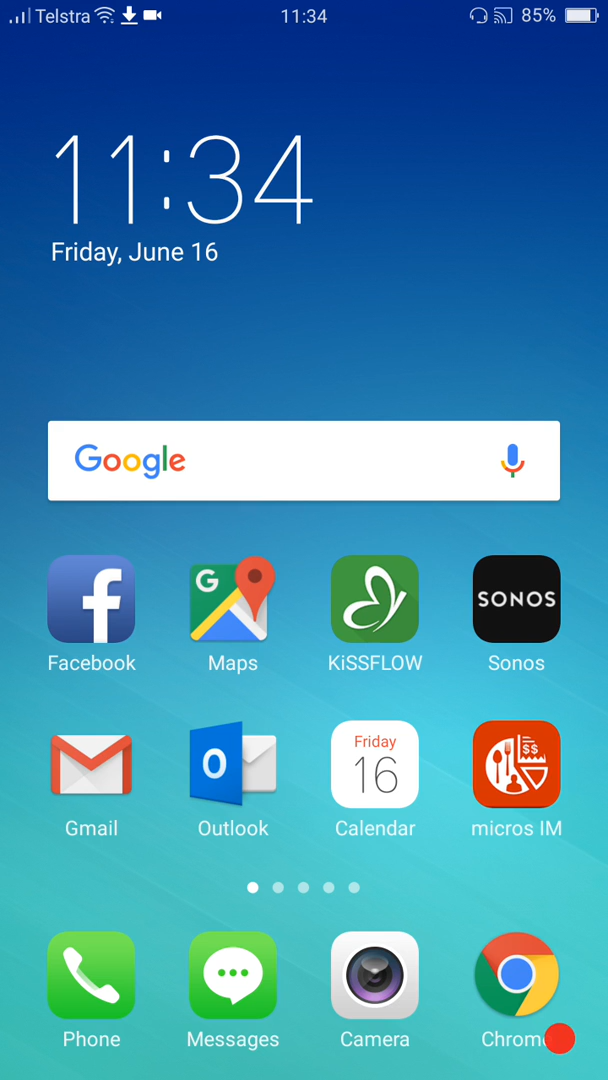 Telstra 11:34 85%
11:34
Friday, June 16
Google
f G SONOS
Facebook Maps KiSSFLOW Sonos
O Friday 16 $$
Gmail Outlook Calendar micros IM
Phone Messages Camera Chrom